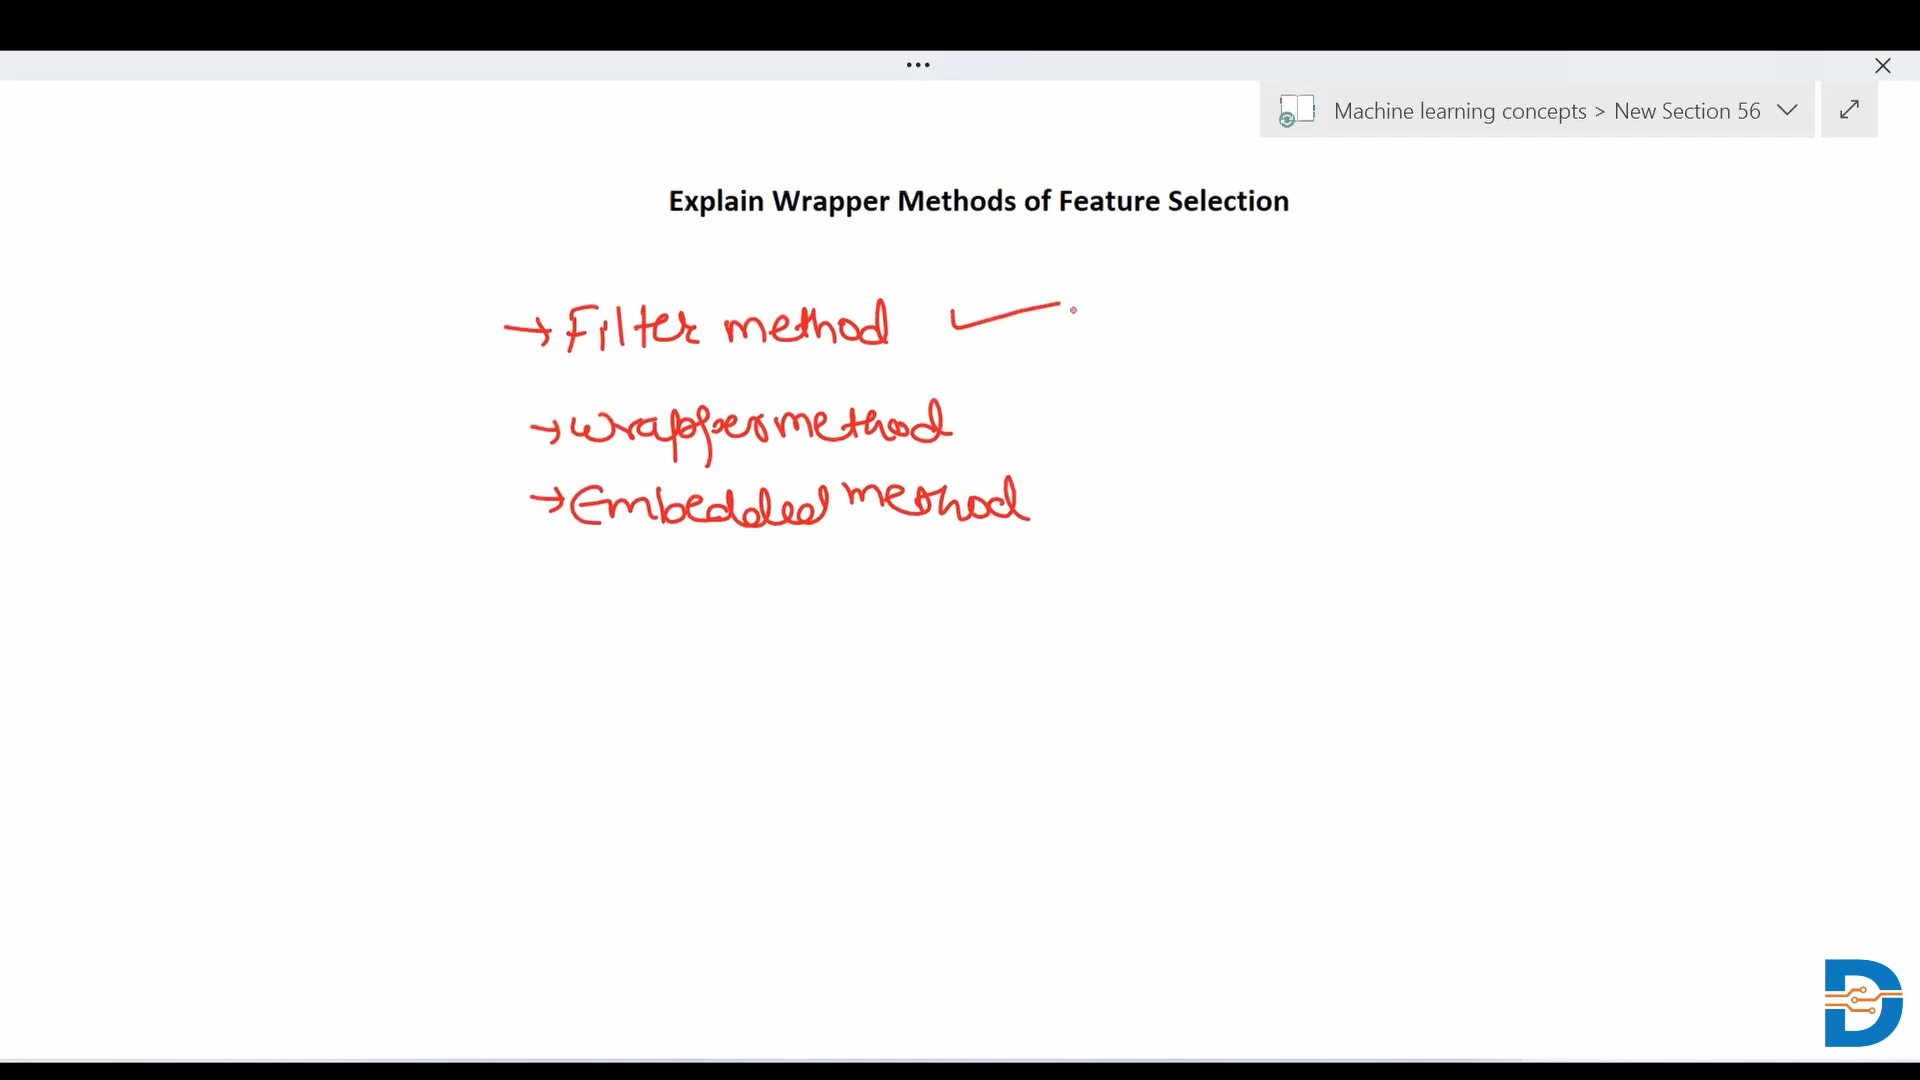 Machine learning concepts > New Section 56
Explain Wrapper Methods of Feature Selection
→ Filter method
→ wrapper method
→ Embedded method